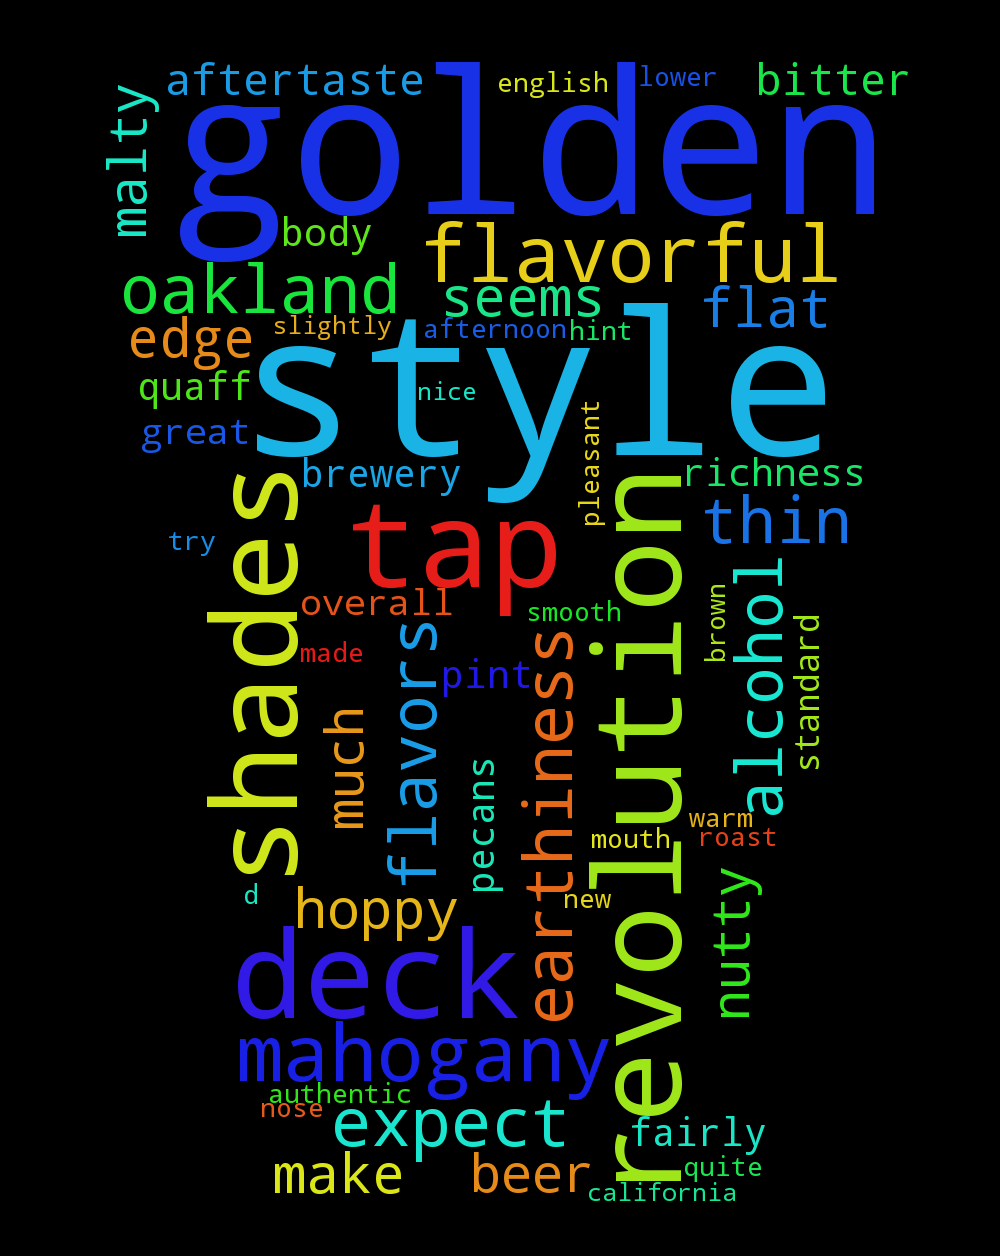 aftertaste
english
lower
bitter
malty
golden
body
flavorful
oakland
seems
flat
edge
slightly
afternoon
hint
style
quaff
nice
great
pleasant
brewery
richness
shades
tap
revolution
thin
try
overall
smooth
brown
alcohol
standard
made
flavors
pint
earthiness
much
pecans
warm
mouth
roast
d
hoppy
new
nutty
deck
mahogany
authentic
nose
expect
fairly
make
beer
quite
california